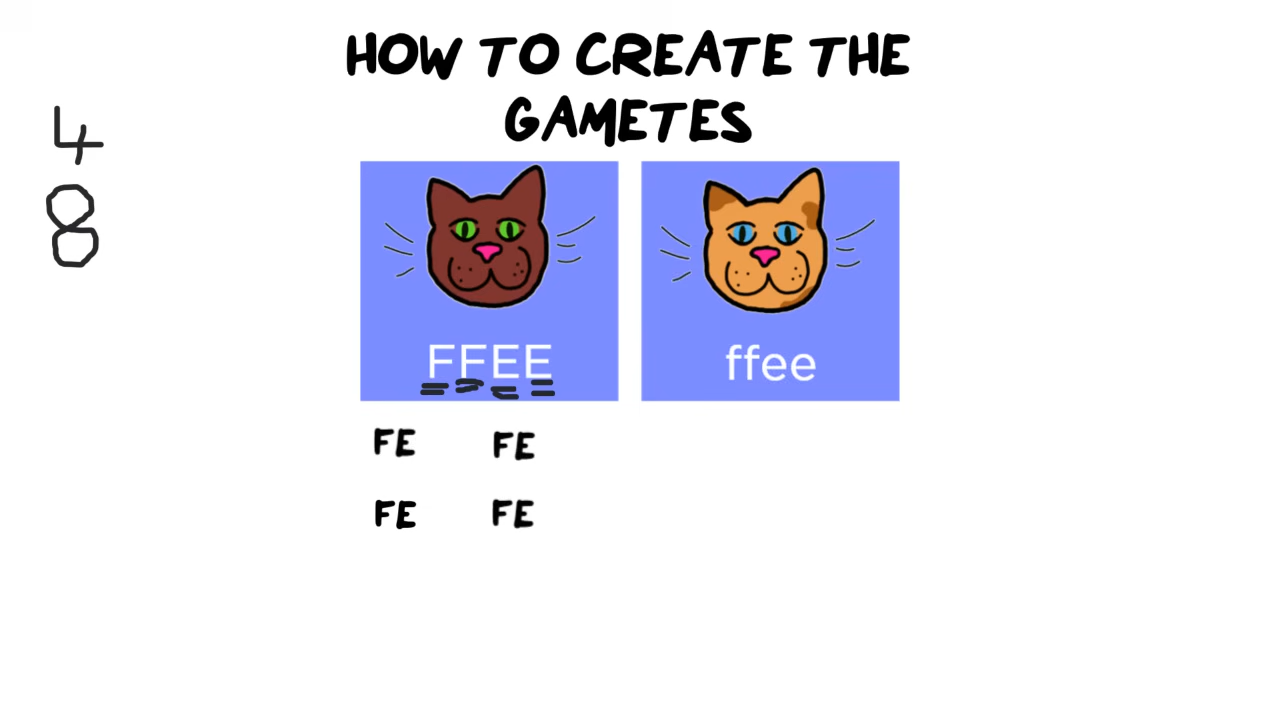 HOW TO CREATE THE
GAMETES
4
8
FFEE
ffee
FE FE
FE FE